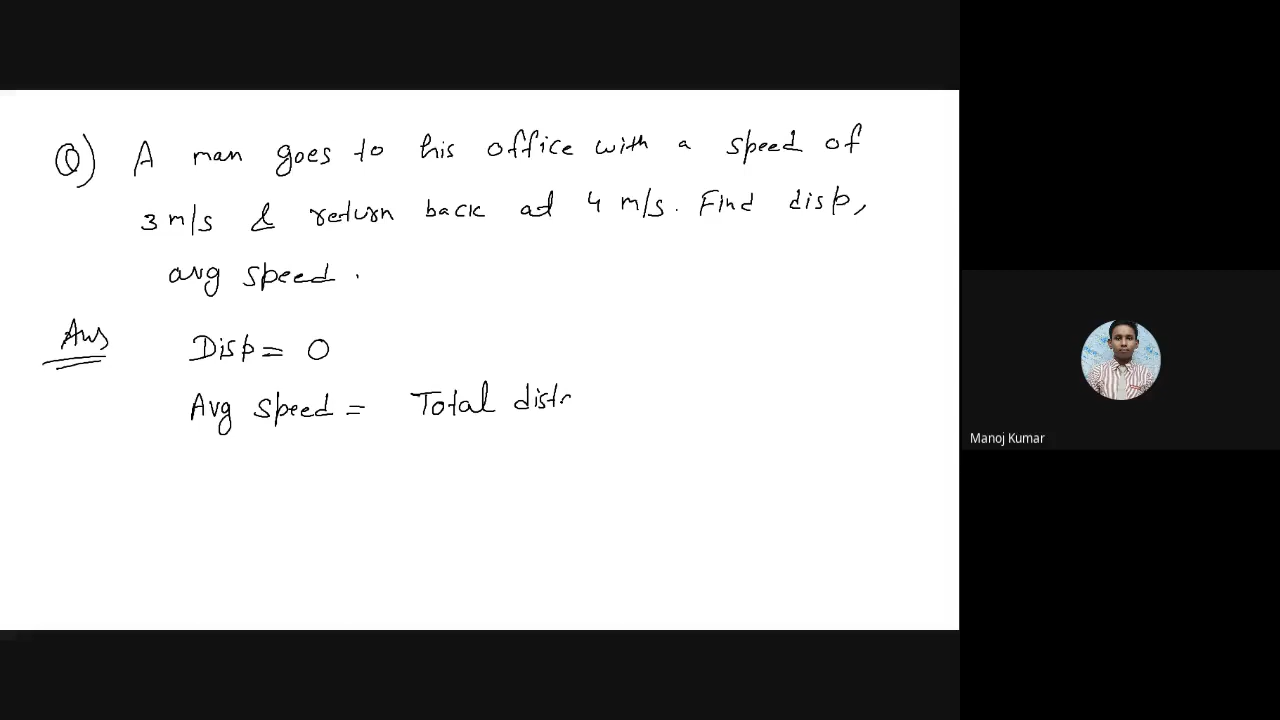 Q) A man goes to his office with a speed of
3 m/s & return back at 4 m/s. Find disp,
avg speed.
Ans Disp = 0
Avg speed = Total dist
Manoj Kumar